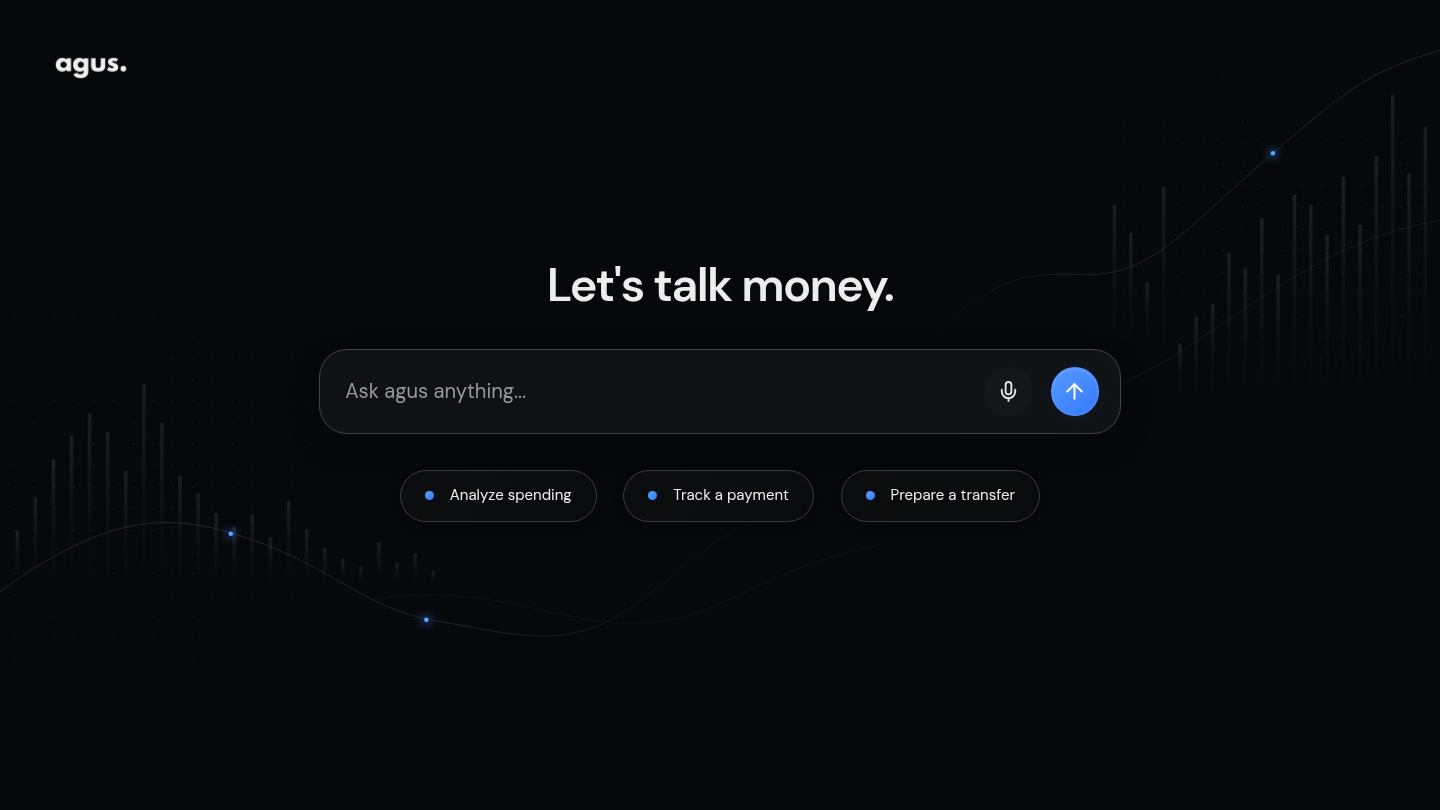 agus.
Let's talk money.
Ask agus anything...
Analyze spending
Track a payment
Prepare a transfer